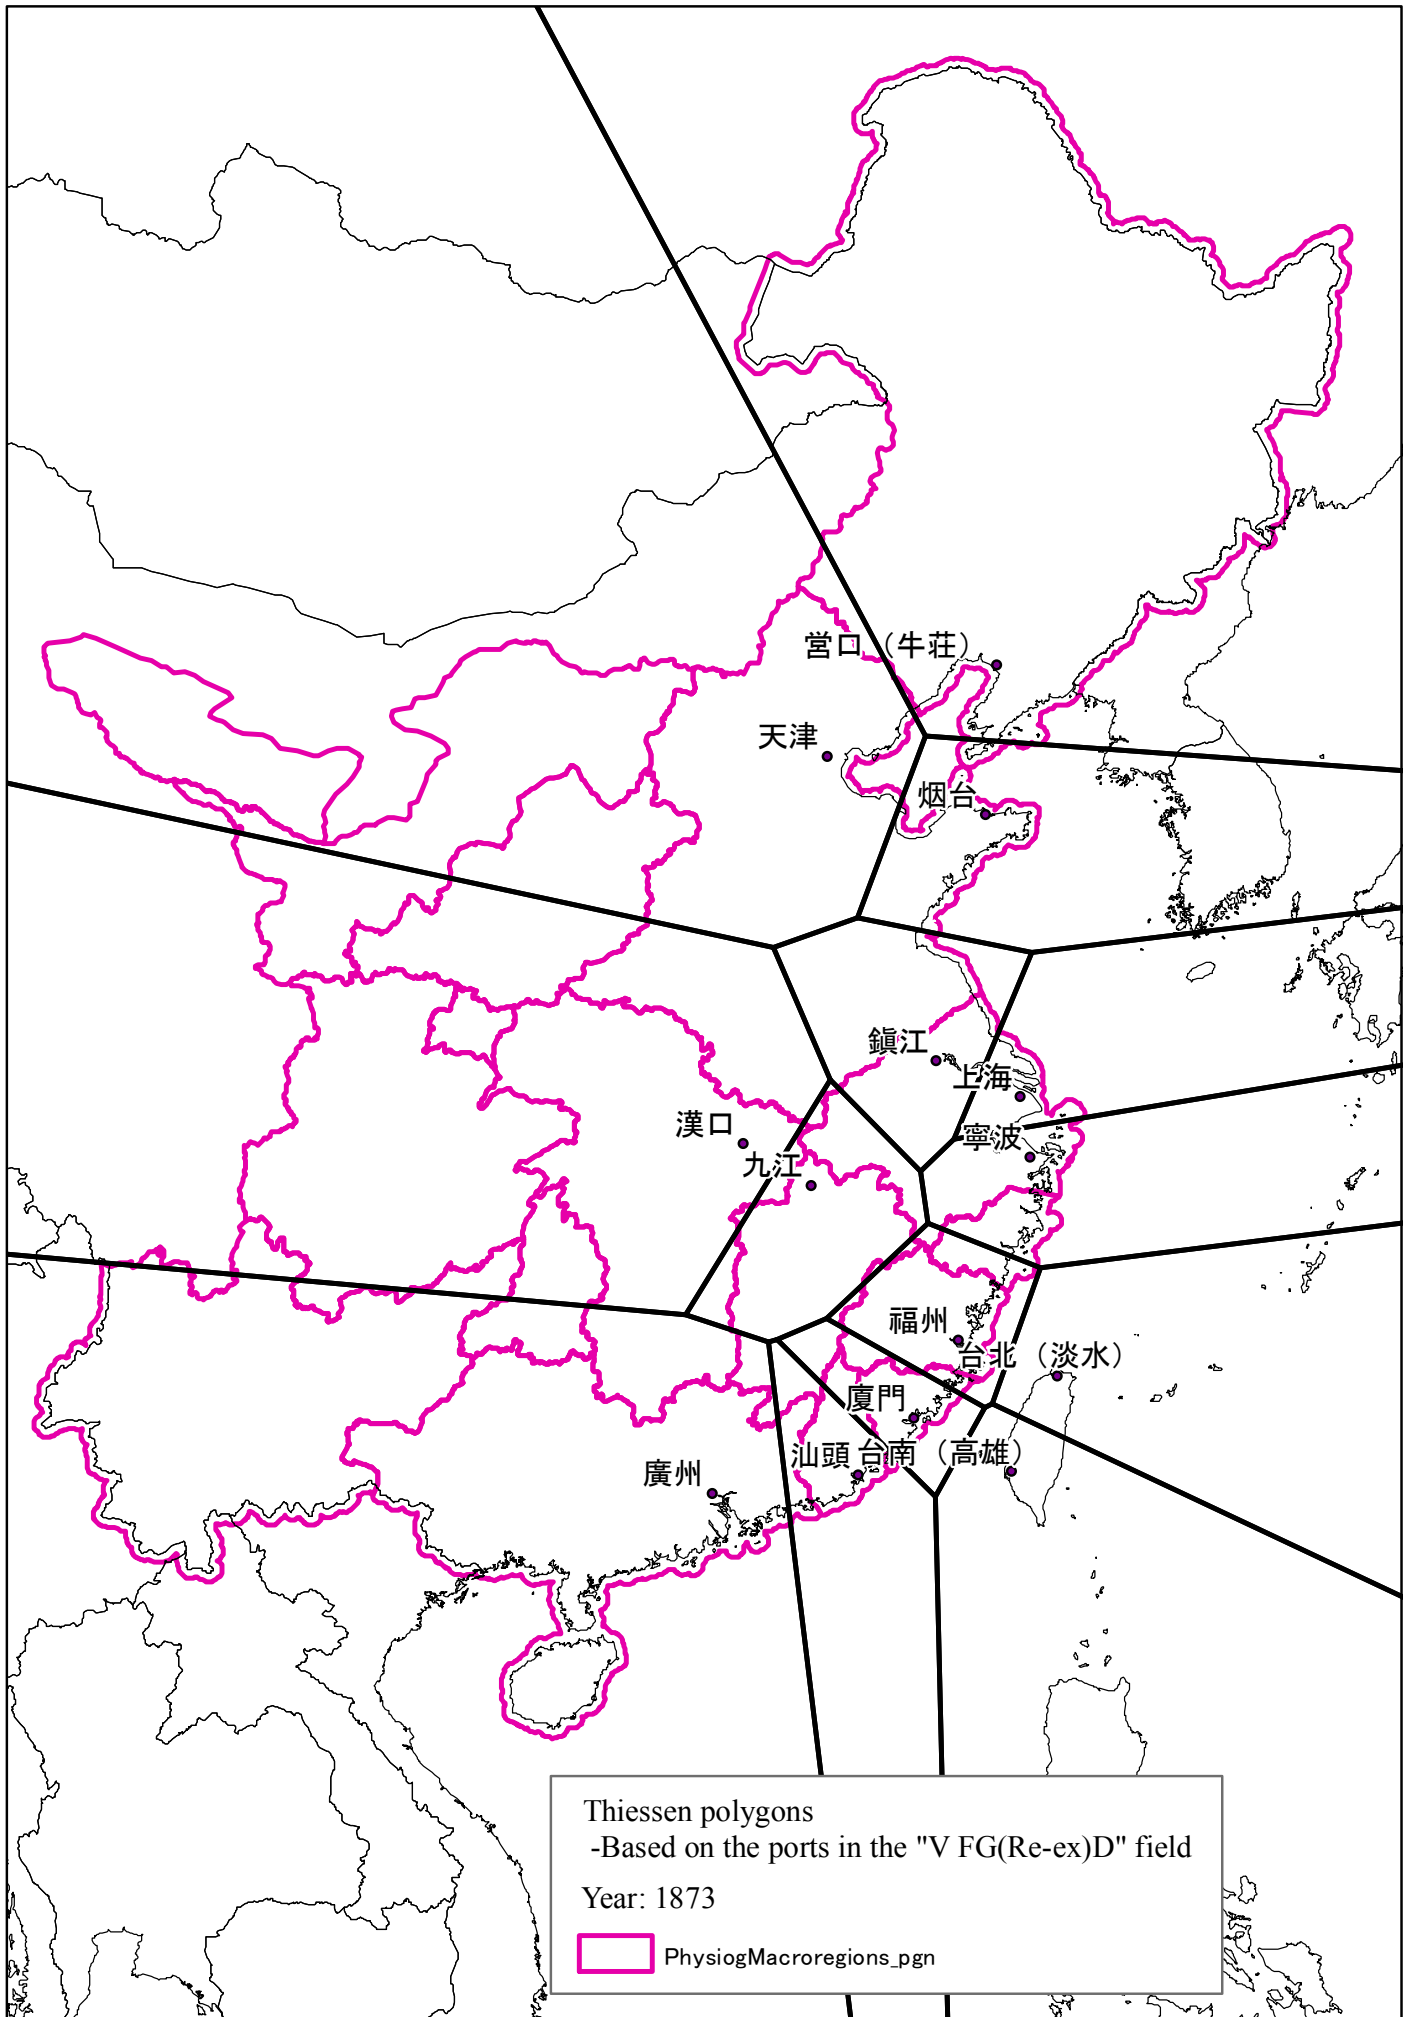 営口（牛荘）
天津
烟台
鎮江
上海
漢口
寧波
九江
福州
台北（淡水）
廈門
汕頭
台南（高雄）
廣州
Thiessen polygons
-Based on the ports in the "V FG(Re-ex)D" field
Year: 1873
PhysiogMacroregions_pgn